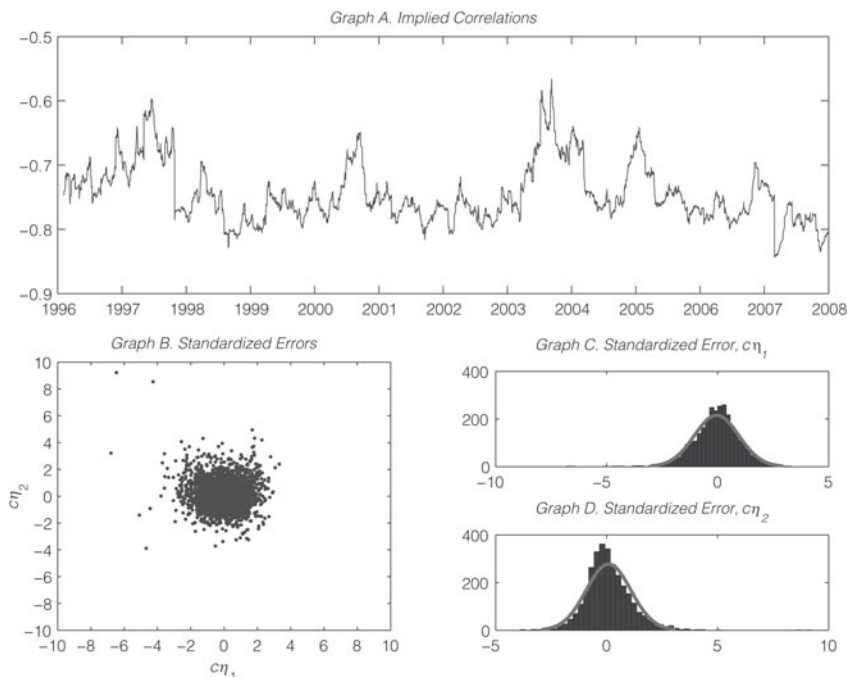 Graph A. Implied Correlations
-0.5
-0.6
-0.7
-0.8
-0.9
1996 1997 1998 1999 2000 2001 2002 2003 2004 2005 2006 2007 2008
Graph B. Standardized Errors
10
8
6
4
2
0
-2
-4
-6
-8
-10
cη2
-10 -8 -6 -4 -2 0 2 4 6 8 10
cη1
Graph C. Standardized Error, cη1
400
200
0
-10 -5 0 5
Graph D. Standardized Error, cη2
400
200
0
-5 0 5 10